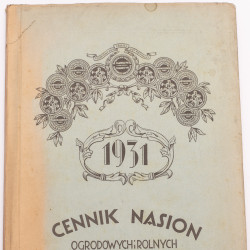 1931
CENNIK NASION
OGRODOWYCH i ROLNYCH